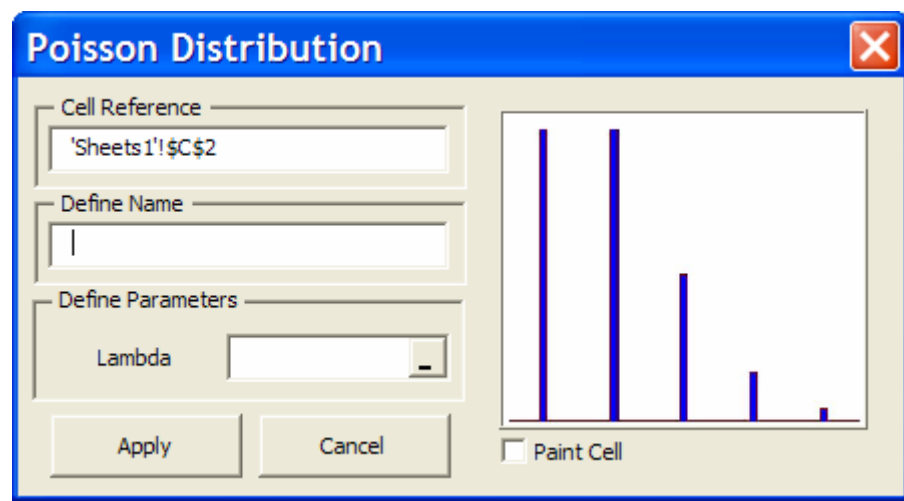 Poisson Distribution
Cell Reference
'Sheets1'!$C$2
Define Name
Define Parameters
Lambda
Apply
Cancel
Paint Cell